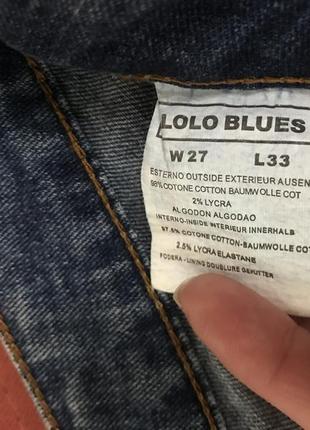 LOLO BLUES
W27 L33
ESTERNO OUTSIDE EXTERIEUR AUSEN
98% COTONE COTTON BAUMWOLLE COT
2% LYCRA
ALGODON ALGODAO
INTERNO-INSIDE INTERIEUR INNERHALB
97.5% COTONE COTTON-BAUMWOLLE COT
2.5% LYCRA ELASTANE
FODERA-LINING DOUBLURE GEFUTTER